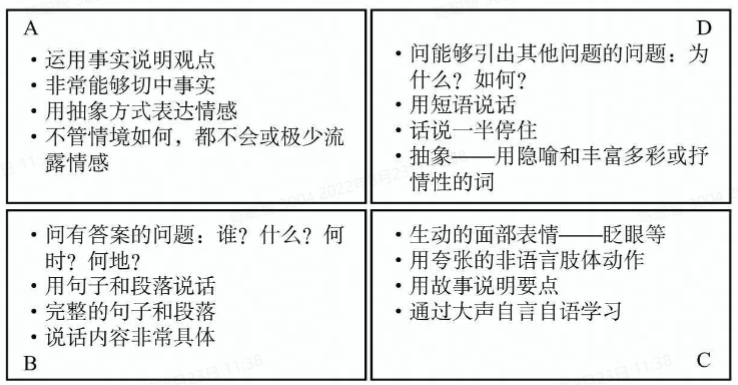 A
• 运用事实说明观点
• 非常能够切中事实
• 用抽象方式表达情感
• 不管情境如何，都不会或极少流
露情感
D
• 问能够引出其他问题的问题：为
什么？如何？
• 用短语说话
• 话说一半停住
• 抽象——用隐喻和丰富多彩或抒
情性的词
• 问有答案的问题：谁？什么？何
时？何地？
• 用句子和段落说话
• 完整的句子和段落
• 说话内容非常具体
B
• 生动的面部表情——眨眼等
• 用夸张的非语言肢体动作
• 用故事说明要点
• 通过大声自言自语学习
C